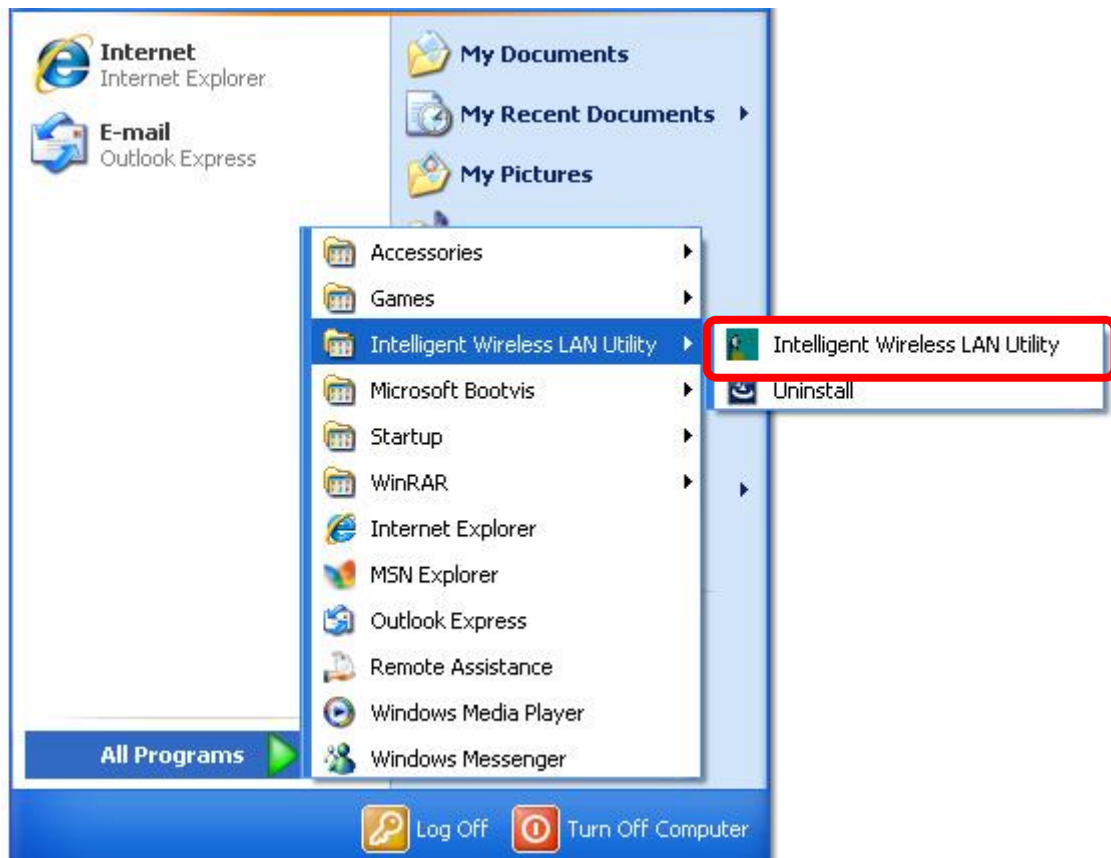 Internet
Internet Explorer
E-mail
Outlook Express
My Documents
My Recent Documents
My Pictures
Accessories
Games
Intelligent Wireless LAN Utility
Microsoft Bootvis
Startup
WinRAR
Internet Explorer
MSN Explorer
Outlook Express
Remote Assistance
Windows Media Player
Windows Messenger
Intelligent Wireless LAN Utility
Uninstall
All Programs
Log Off
Turn Off Computer